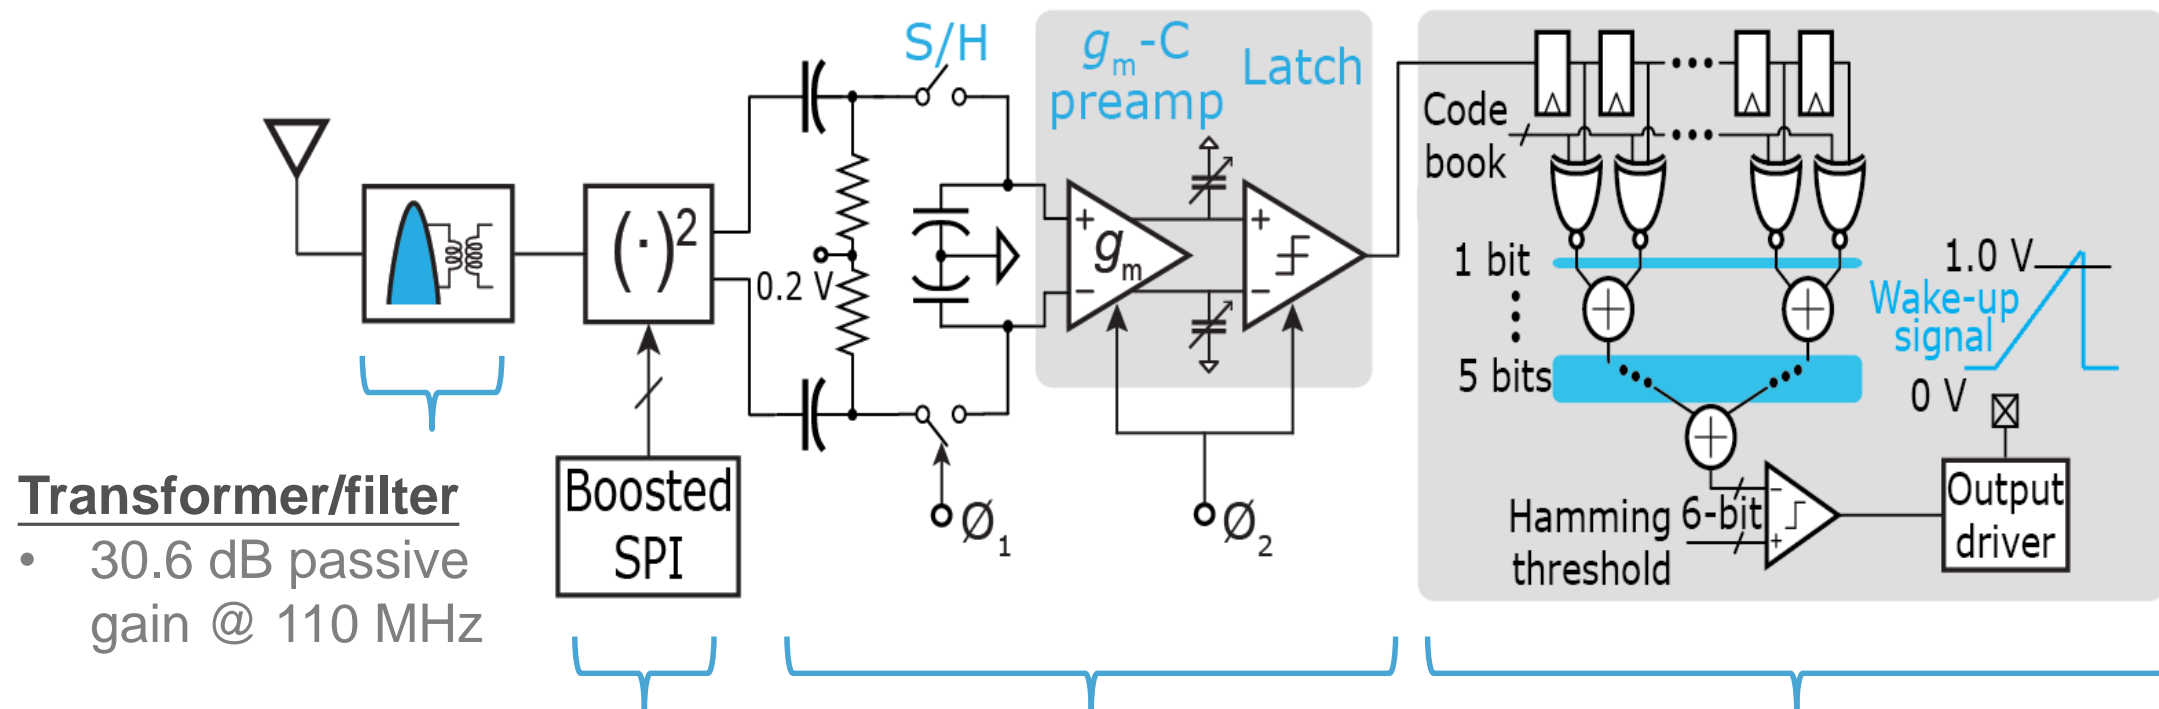 S/H
gm-C
preamp
Latch
Code
book
(·)²
0.2 V
+
−
gm
+
−
1 bit
5 bits
1.0 V
Wake-up
signal
0 V
Transformer/filter
• 30.6 dB passive
gain @ 110 MHz
Boosted
SPI
Ø1
Ø2
Hamming
threshold
6-bit
−
+
Output
driver